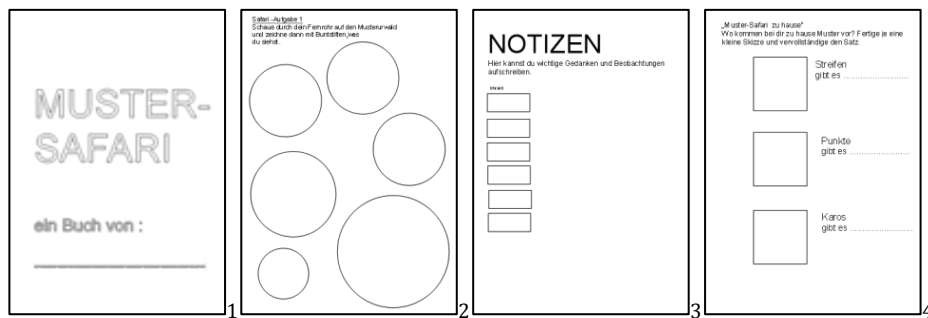 MUSTER-
SAFARI
ein Buch von :
1
Safari -Aufgabe 1
Schaue durch dein Fernrohr auf den Musterurwald
und zeichne dann mit Buntstiften,was
du siehst.
2
NOTIZEN
Hier kannst du wichtige Gedanken und Beobachtungen
aufschreiben.
3
„Muster-Safari zu hause"
Wo kommen bei dir zu hause Muster vor? Fertige je eine
kleine Skizze und vervollständige den Satz.
Streifen
gibt es ......................
Punkte
gibt es ......................
Karos
gibt es ......................
4